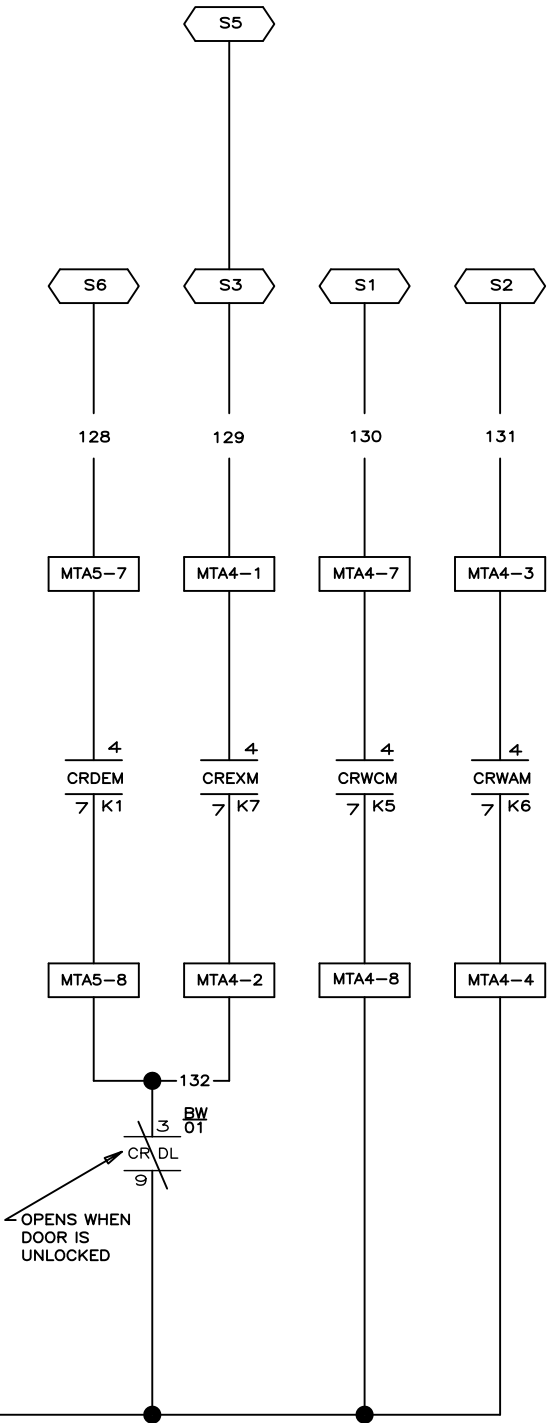 S5
S6 S3 S1 S2
128 129 130 131
MTA5-7 MTA4-1 MTA4-7 MTA4-3
4 4 4 4
CRDEM CREXM CRWCM CRWAM
7 K1 7 K7 7 K5 7 K6
MTA5-8 MTA4-2 MTA4-8 MTA4-4
132
BW
3 01
CR DL
9
OPENS WHEN
DOOR IS
UNLOCKED